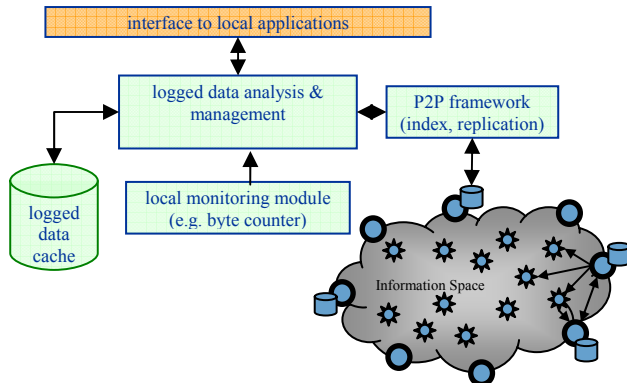 interface to local applications
logged data analysis &
management
P2P framework
(index, replication)
local monitoring module
(e.g. byte counter)
logged
data
cache
Information Space